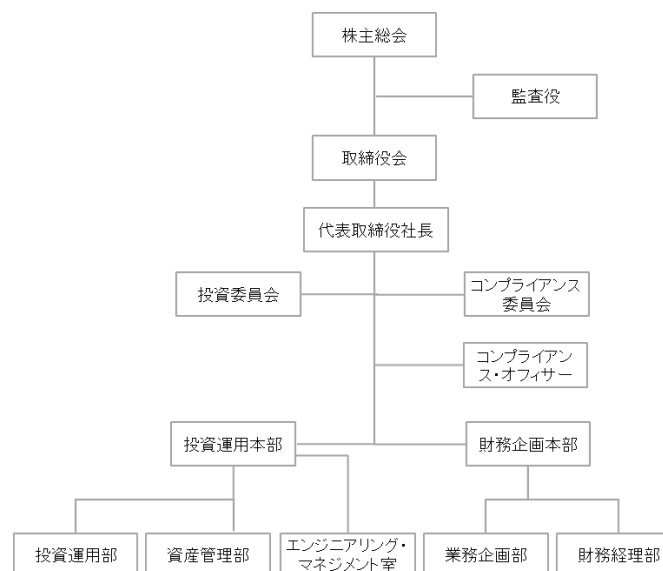 株主総会
監査役
取締役会
代表取締役社長
投資委員会
コンプライアンス
委員会
コンプライアン
ス・オフィサー
投資運用本部
財務企画本部
投資運用部
資産管理部
エンジニアリング・
マネジメント室
業務企画部
財務経理部